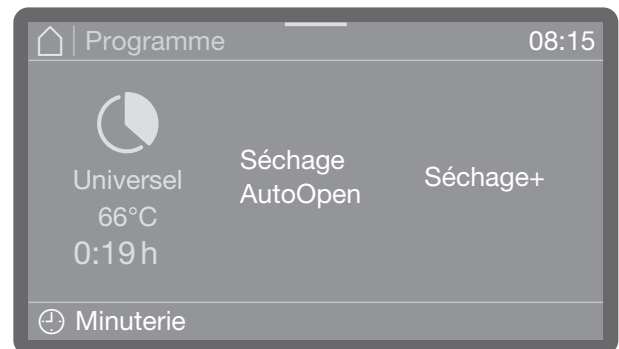 Programme 08:15
Universel
66°C
0:19 h
Séchage
AutoOpen
Séchage+
Minuterie